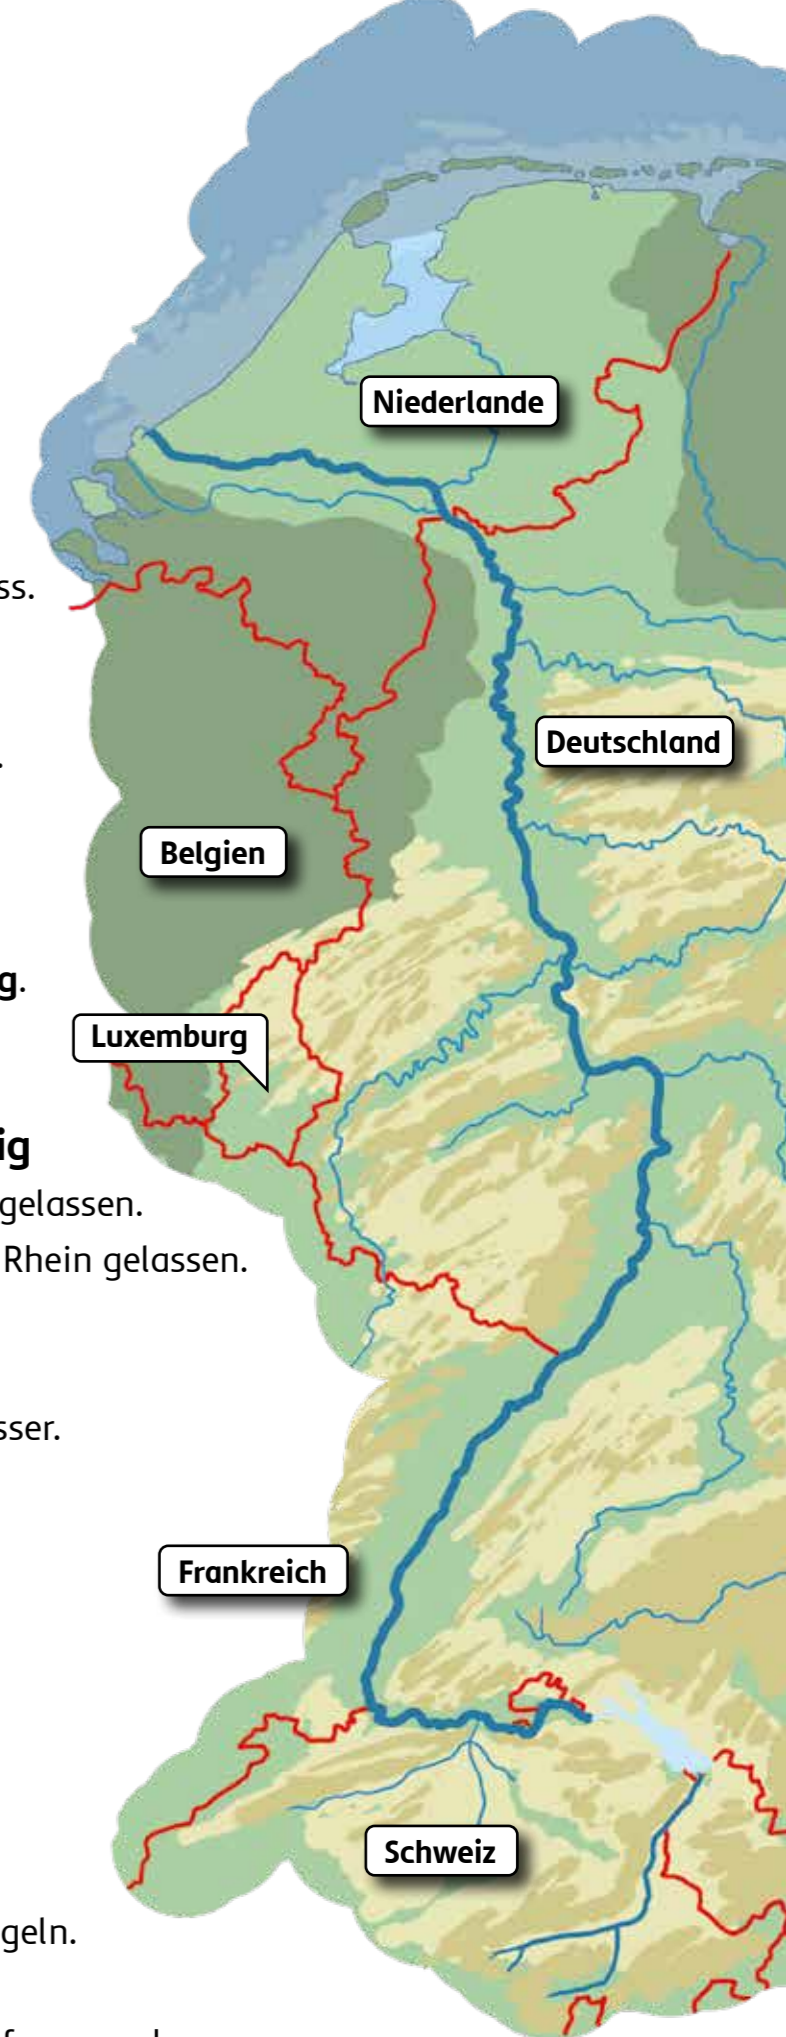 Niederlande
ss.
Deutschland
.
Belgien
g.
Luxemburg
ig
gelassen.
Rhein gelassen.
sser.
Frankreich
Schweiz
geln.